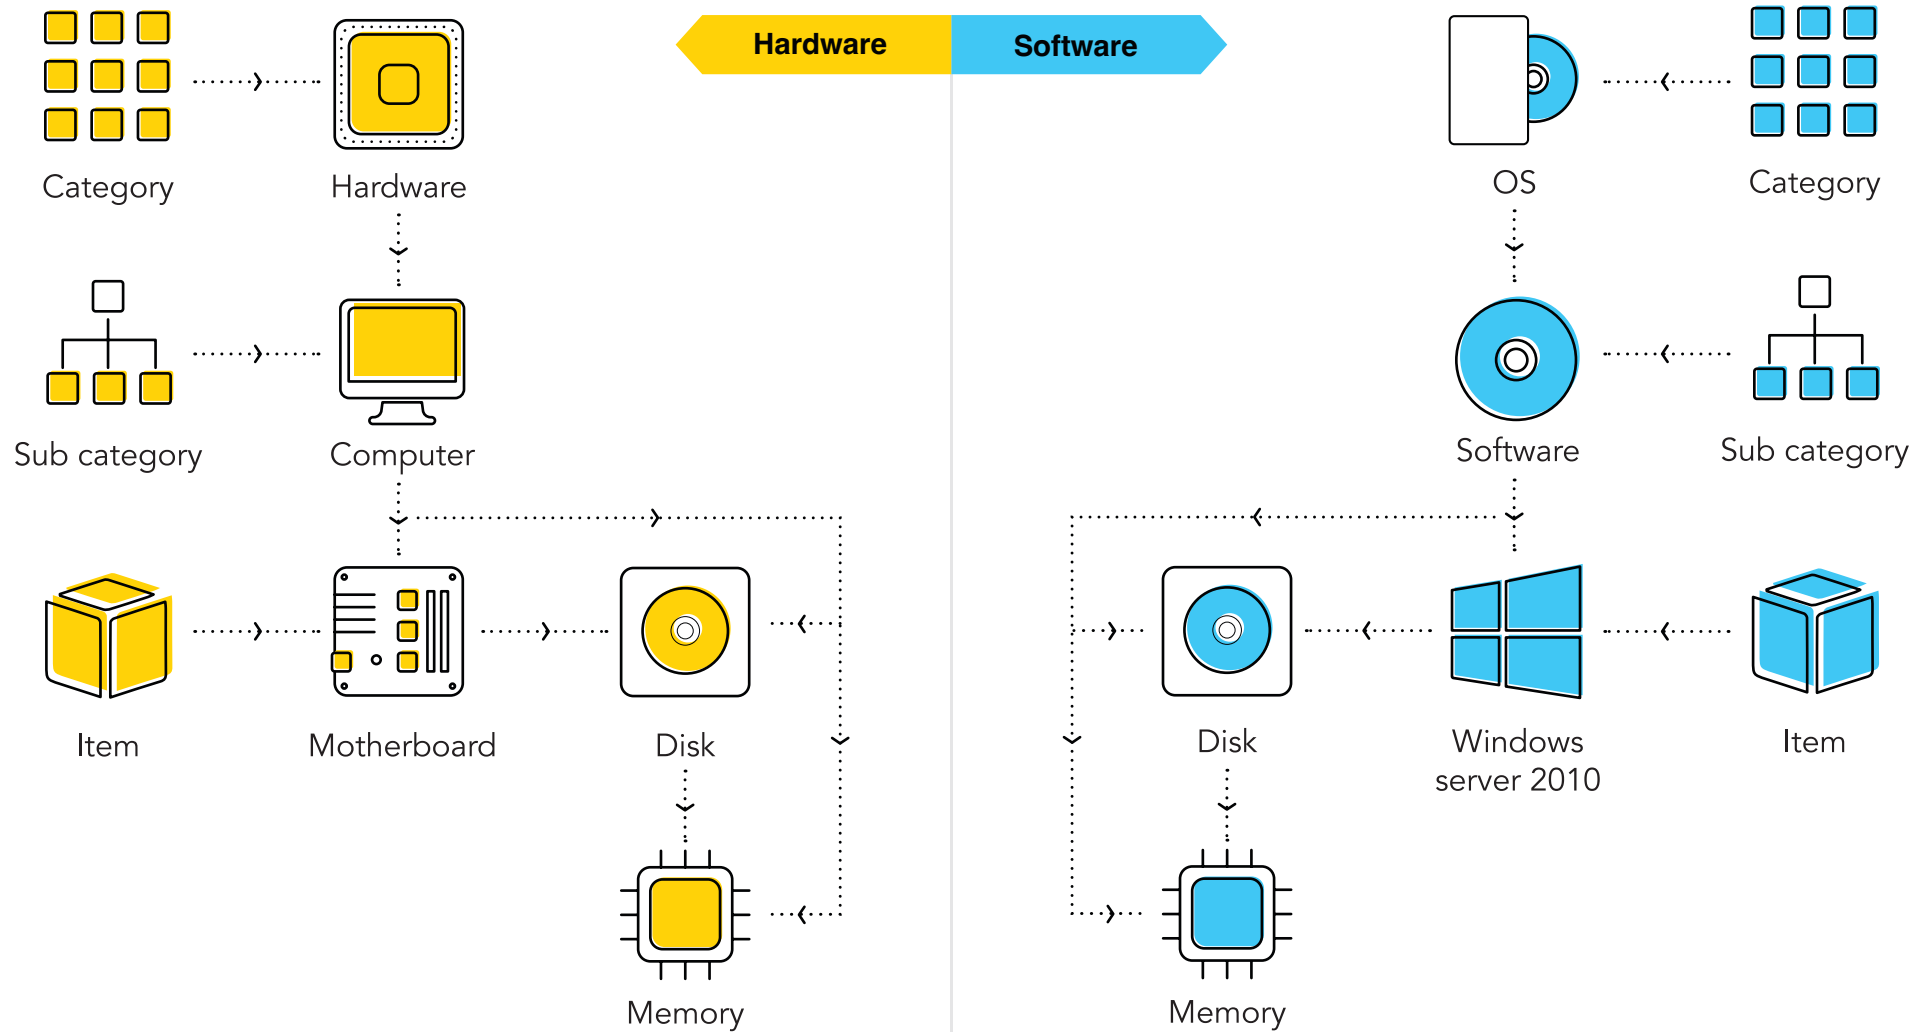 Hardware
Software
Category
Hardware
OS
Category
Sub category
Computer
Software
Sub category
Item
Motherboard
Disk
Disk
Windows
server 2010
Item
Memory
Memory